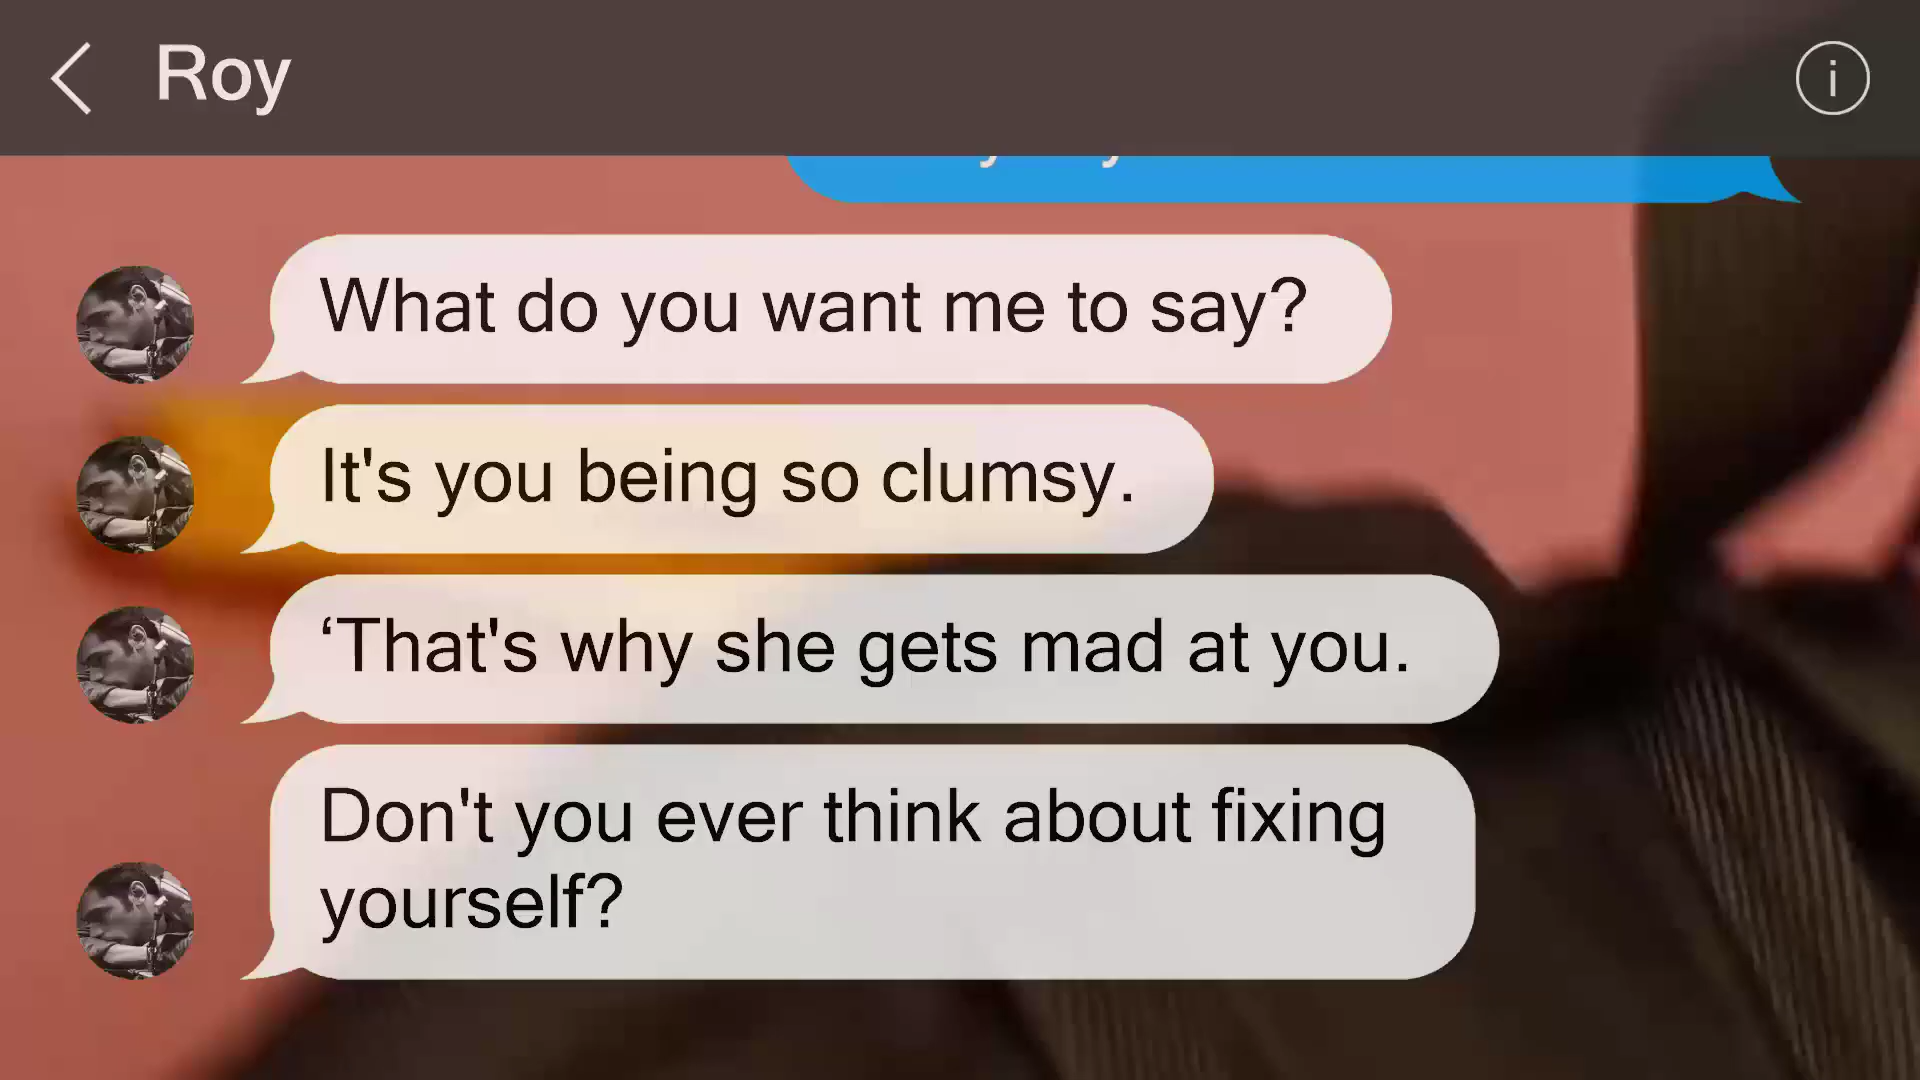 Roy
What do you want me to say?
It's you being so clumsy.
‘That's why she gets mad at you.
Don't you ever think about fixing
yourself?